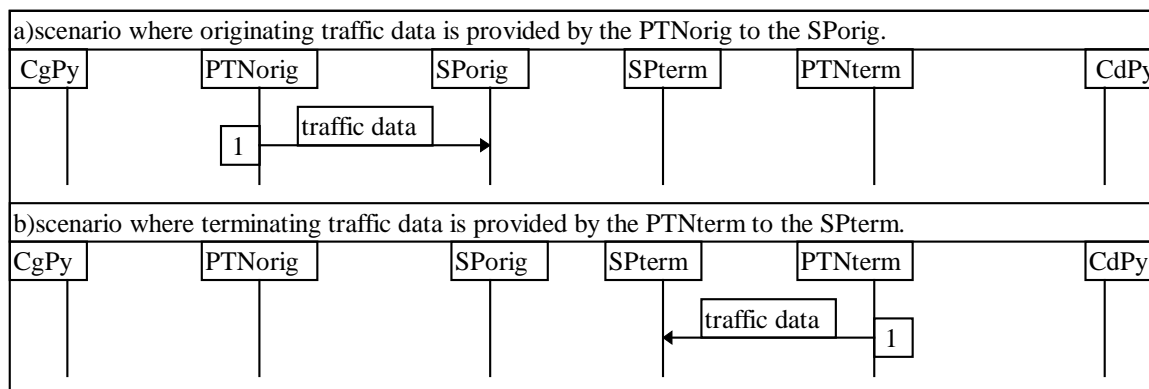 a)scenario where originating traffic data is provided by the PTNorig to the SPorig.
CgPy PTNorig SPorig SPterm PTNterm CdPy
traffic data
1
b)scenario where terminating traffic data is provided by the PTNterm to the SPterm.
CgPy PTNorig SPorig SPterm PTNterm CdPy
traffic data
1